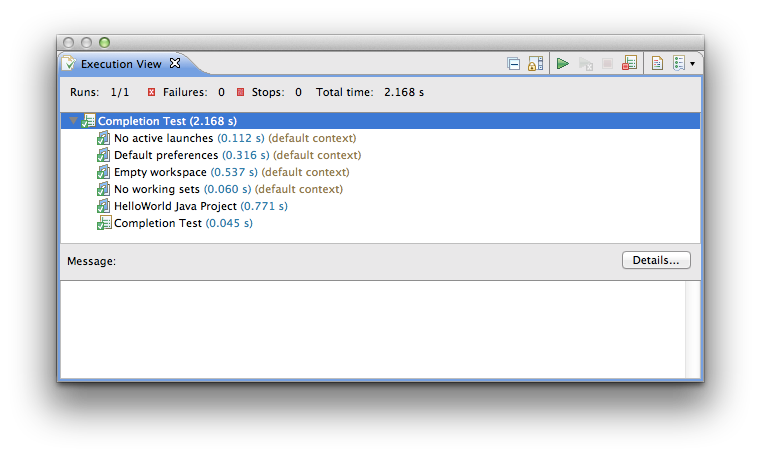 Execution View
Runs: 1/1 Failures: 0 Stops: 0 Total time: 2.168 s
Completion Test (2.168 s)
No active launches (0.112 s) (default context)
Default preferences (0.316 s) (default context)
Empty workspace (0.537 s) (default context)
No working sets (0.060 s) (default context)
HelloWorld Java Project (0.771 s)
Completion Test (0.045 s)
Message: Details...